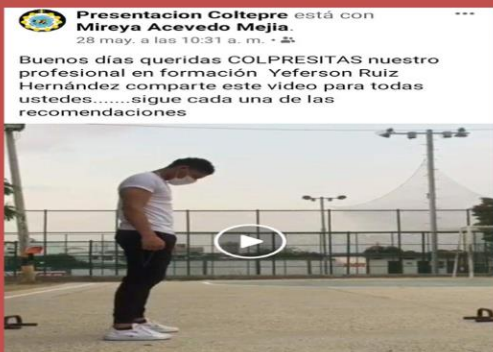 Presentacion Coltepre está con
Mireya Acevedo Mejia.
28 may. a las 10:31 a. m. •
Buenos días queridas COLPRESITAS nuestro
profesional en formación Yeferson Ruiz
Hernández comparte este video para todas
ustedes.......sigue cada una de las
recomendaciones